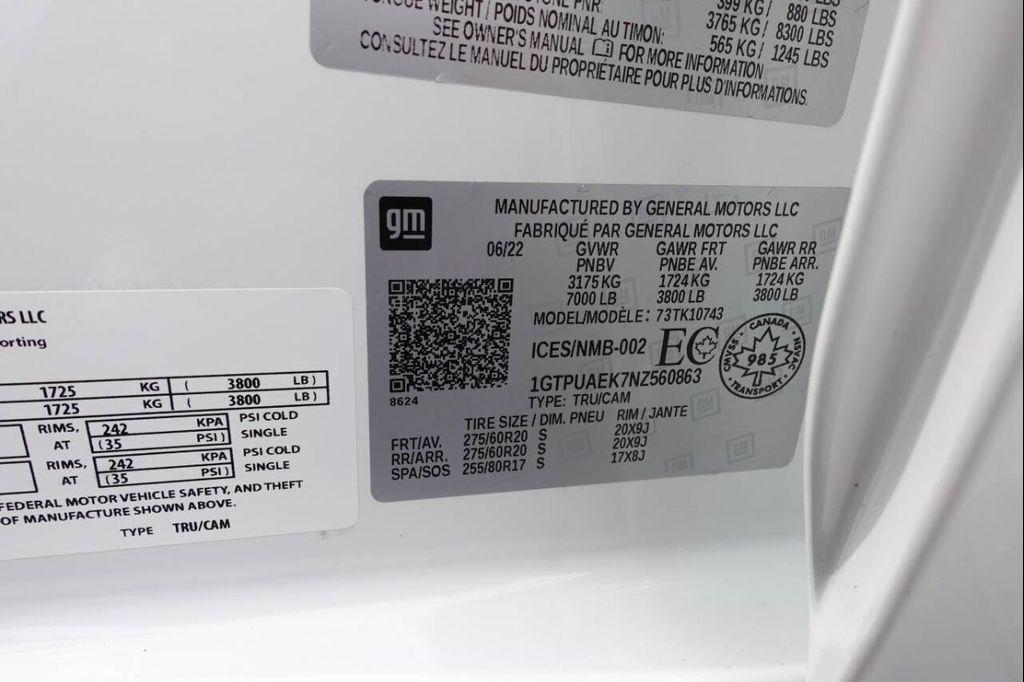 399 KG / 880 LBS
TONGUE WEIGHT / POIDS NOMINAL AU TIMON: 3765 KG / 8300 LBS
SEE OWNER'S MANUAL FOR MORE INFORMATION 565 KG / 1245 LBS
CONSULTEZ LE MANUEL DU PROPRIÉTAIRE POUR PLUS D'INFORMATIONS.
gm
MANUFACTURED BY GENERAL MOTORS LLC
FABRIQUÉ PAR GENERAL MOTORS LLC
06/22 GVWR GAWR FRT GAWR RR
PNBV PNBE AV. PNBE ARR.
3175 KG 1724 KG 1724 KG
7000 LB 3800 LB 3800 LB
MODEL/MODÈLE: 73TK10743
ICES/NMB-002 EC
CANADA CMVSS 985 NSVAC TRANSPORT
1GTPUAEK7NZ560863
8624
TYPE: TRU/CAM
TIRE SIZE / DIM. PNEU RIM / JANTE
FRT/AV. 275/60R20 S 20X9J
RR/ARR. 275/60R20 S 20X9J
SPA/SOS 255/80R17 S 17X8J
LLC
1725 KG ( 3800 LB)
1725 KG ( 3800 LB)
RIMS, 242 KPA PSI COLD
AT (35 PSI) SINGLE
RIMS, 242 KPA PSI COLD
AT (35 PSI) SINGLE
FEDERAL MOTOR VEHICLE SAFETY, AND THEFT
OF MANUFACTURE SHOWN ABOVE.
TYPE TRU/CAM